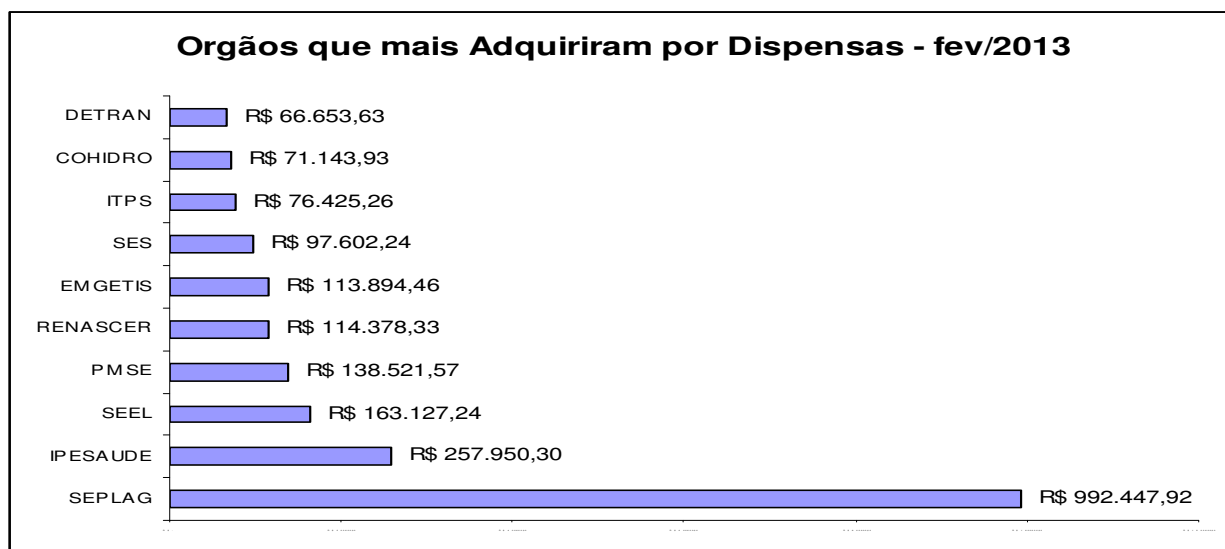 Orgãos que mais Adquiriram por Dispensas - fev/2013
DETRAN R$ 66.653,63
COHIDRO R$ 71.143,93
ITPS R$ 76.425,26
SES R$ 97.602,24
EMGETIS R$ 113.894,46
RENASCER R$ 114.378,33
PMSE R$ 138.521,57
SEEL R$ 163.127,24
IPESAUDE R$ 257.950,30
SEPLAG R$ 992.447,92